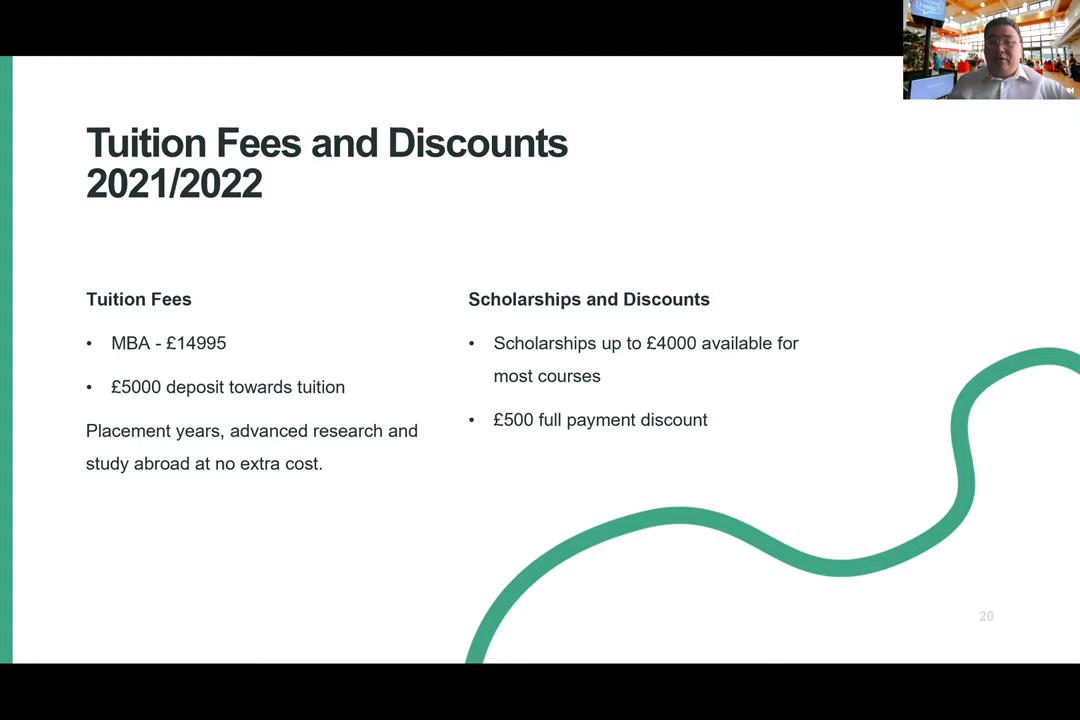 Tuition Fees and Discounts
2021/2022
Tuition Fees
• MBA - £14995
• £5000 deposit towards tuition
Placement years, advanced research and
study abroad at no extra cost.
Scholarships and Discounts
• Scholarships up to £4000 available for
most courses
• £500 full payment discount
20